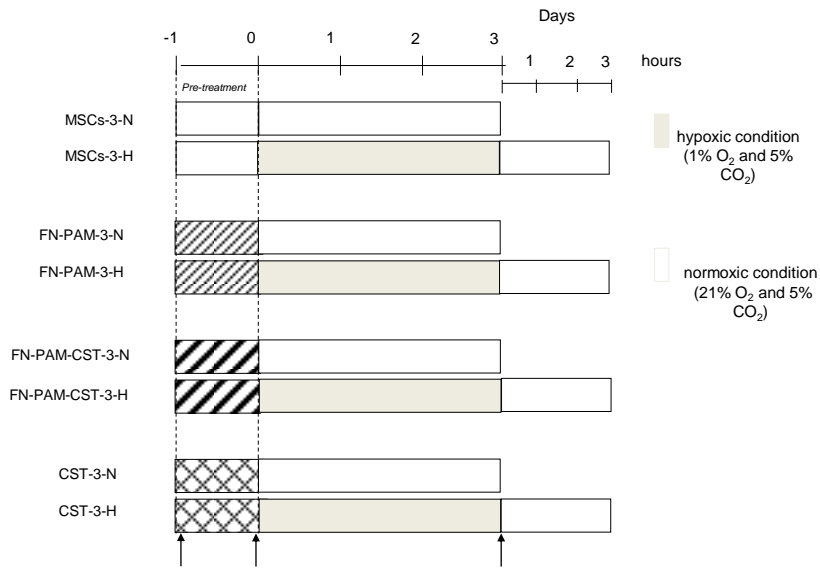 Days
-1 0 1 2 3
1 2 3 hours
Pre-treatment
MSCs-3-N
MSCs-3-H
hypoxic condition
(1% O₂ and 5%
CO₂)
FN-PAM-3-N
FN-PAM-3-H
normoxic condition
(21% O₂ and 5%
CO₂)
FN-PAM-CST-3-N
FN-PAM-CST-3-H
CST-3-N
CST-3-H